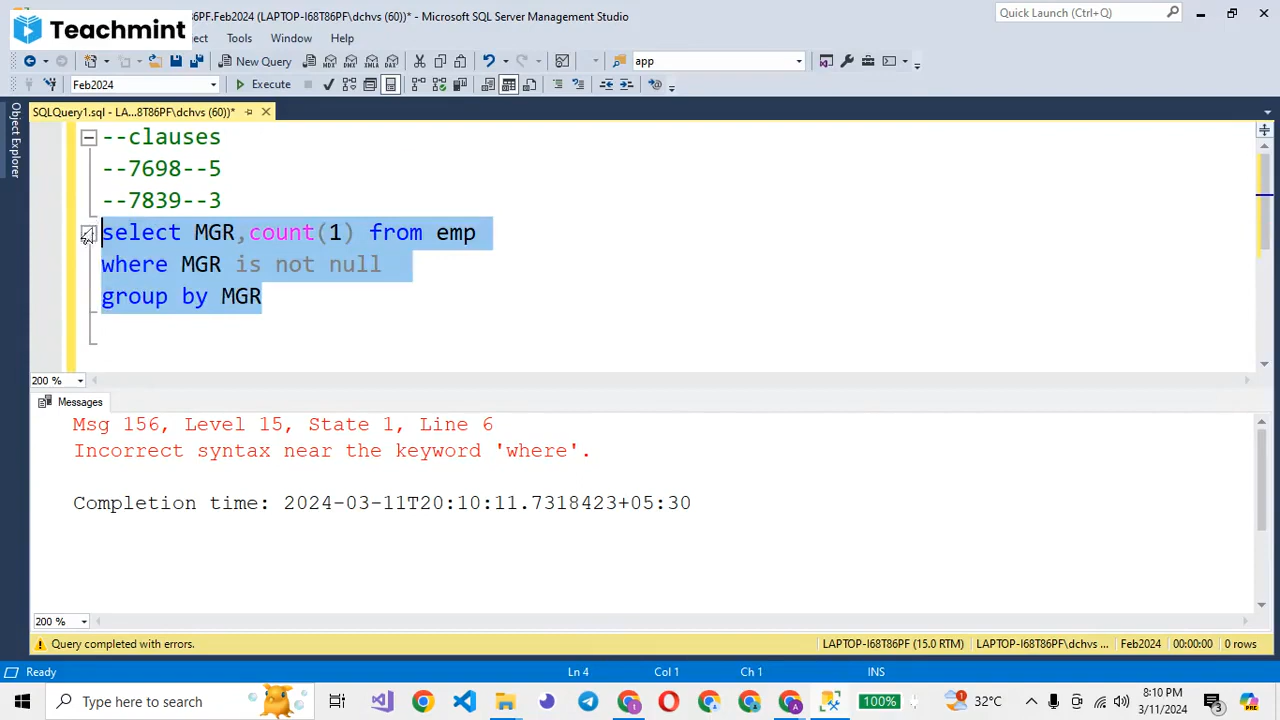 Teachmint
PF.Feb2024 (LAPTOP-I68T86PF\dchvs (60))* - Microsoft SQL Server Management Studio
Quick Launch (Ctrl+Q)
Tools Window Help
New Query
app
Feb2024
Execute
Object Explorer
SQLQuery1.sql - LA...8T86PF\dchvs (60))*
--clauses
--7698--5
--7839--3
select MGR,count(1) from emp
where MGR is not null
group by MGR
200 %
Messages
Msg 156, Level 15, State 1, Line 6
Incorrect syntax near the keyword 'where'.
Completion time: 2024-03-11T20:10:11.7318423+05:30
200 %
Query completed with errors.
LAPTOP-I68T86PF (15.0 RTM)
LAPTOP-I68T86PF\dchvs ...
Feb2024
00:00:00
0 rows
Ready
Ln 4
Col 1
Ch 1
INS
Type here to search
100%
32°C
8:10 PM
3/11/2024
3